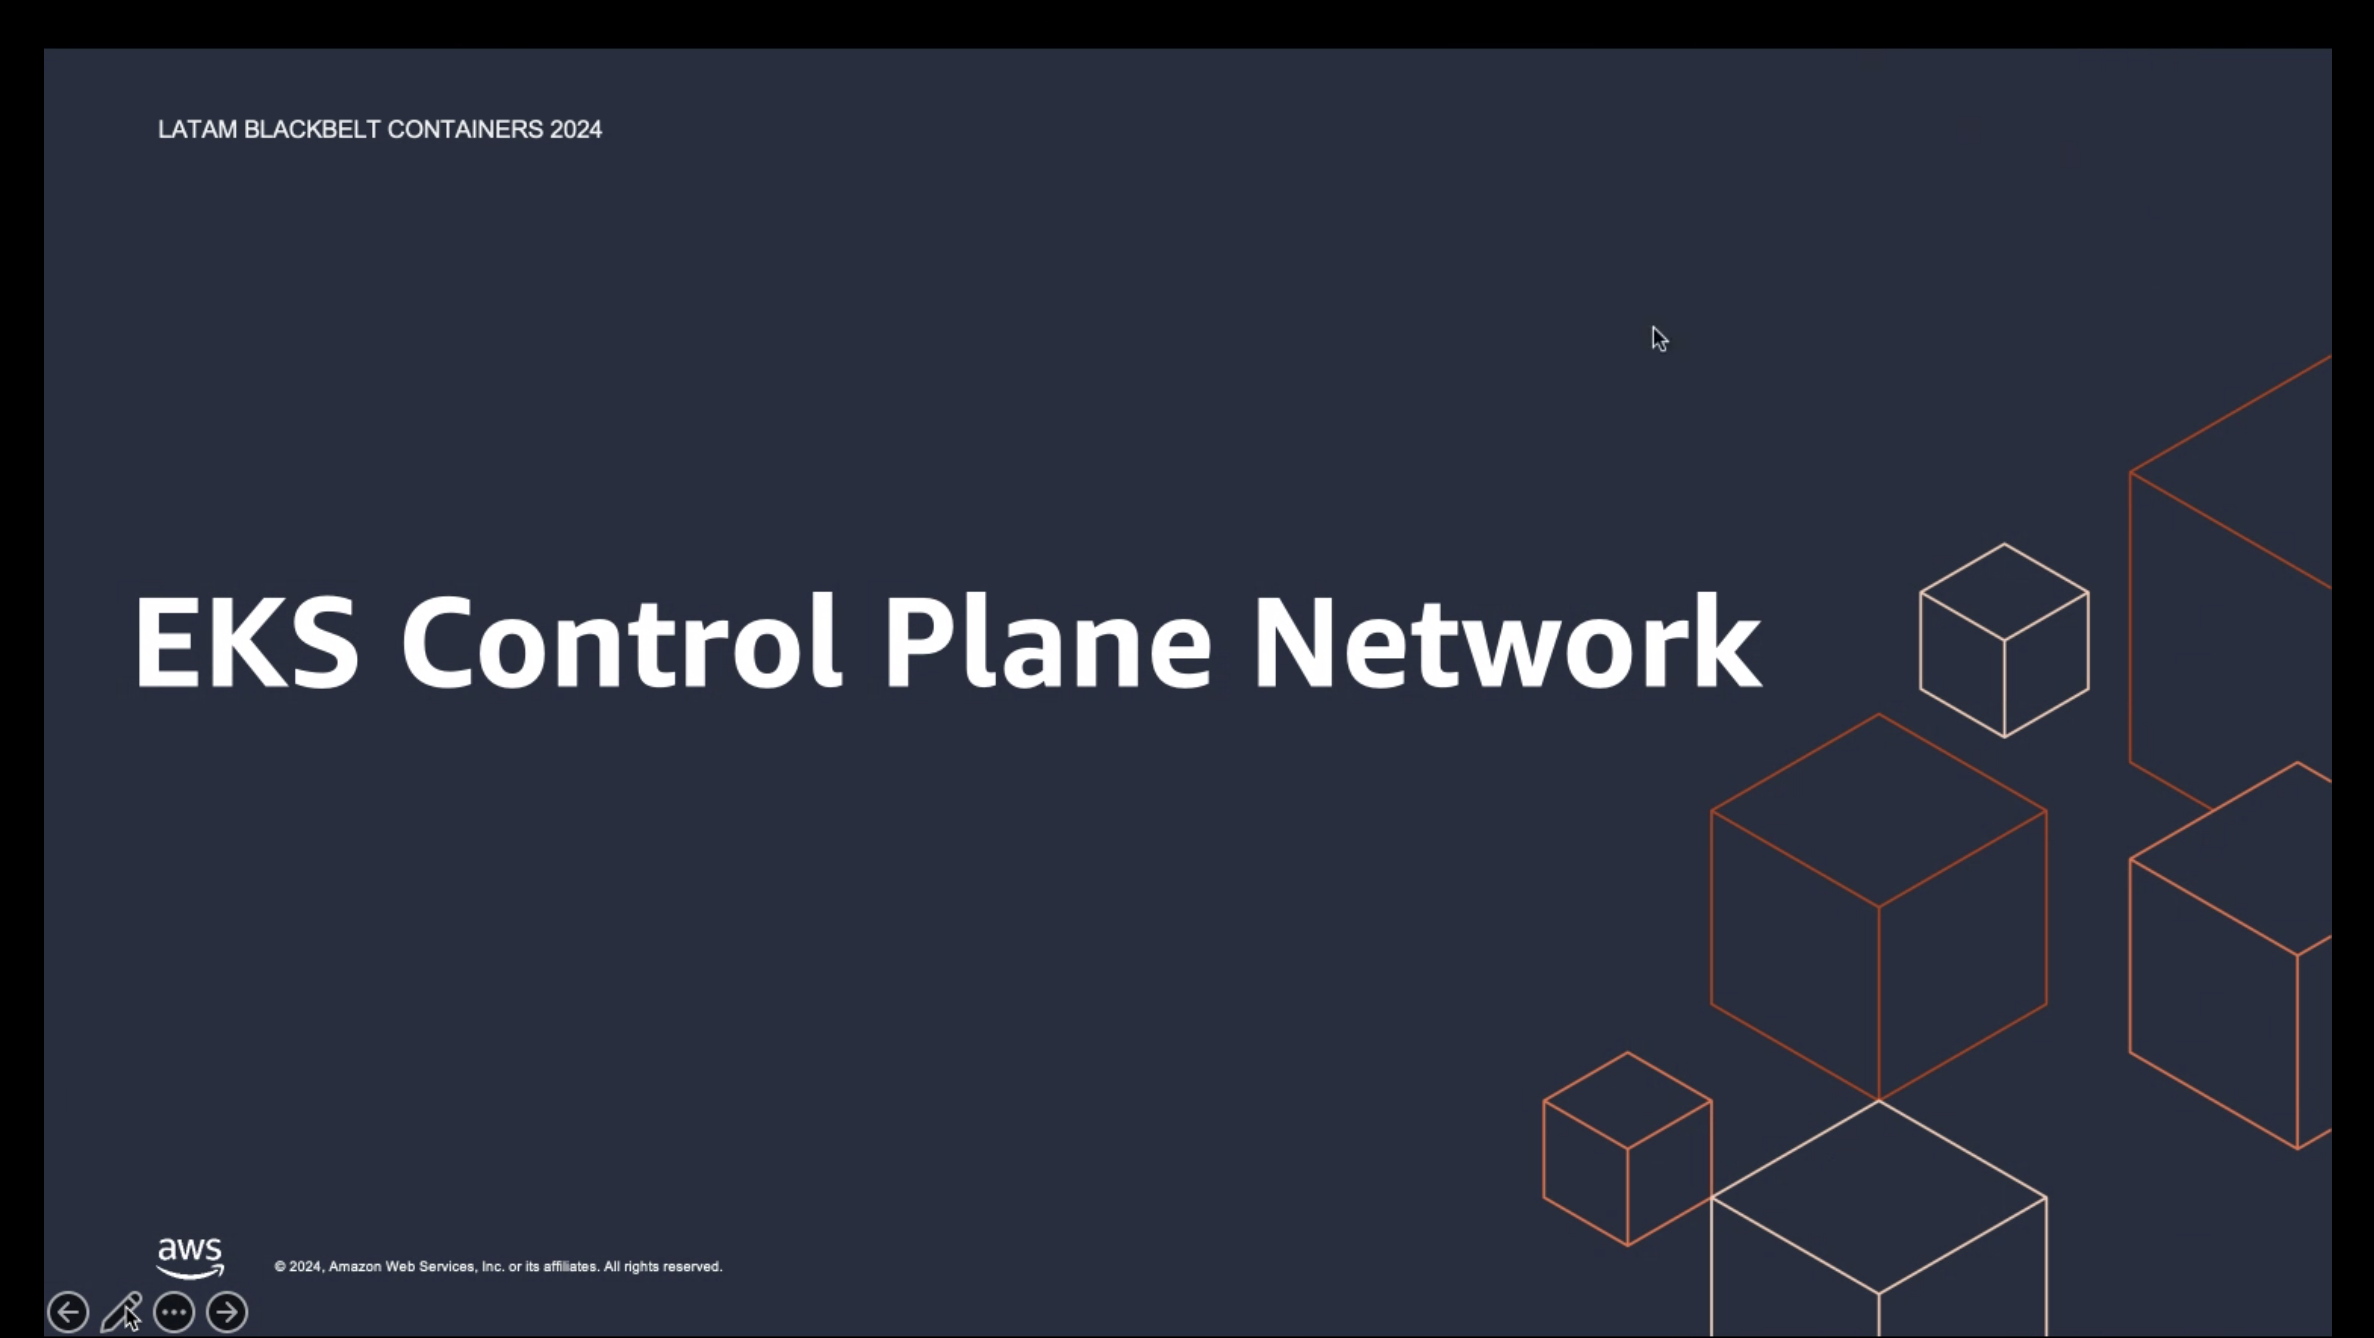 LATAM BLACKBELT CONTAINERS 2024
EKS Control Plane Network
aws
© 2024, Amazon Web Services, Inc. or its affiliates. All rights reserved.